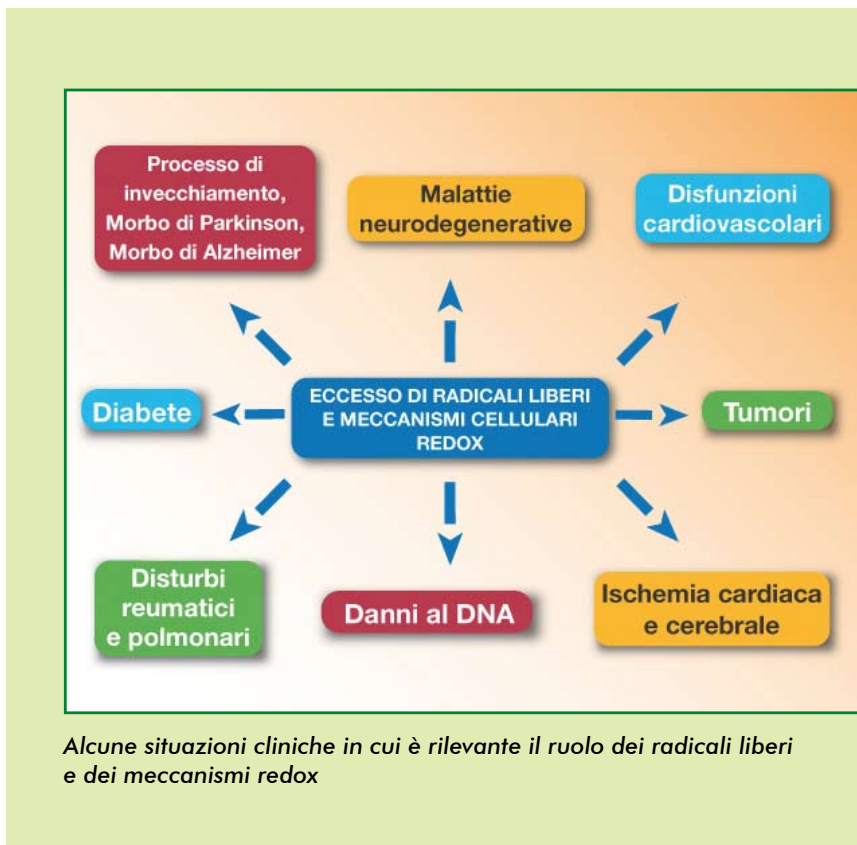 Processo di
invecchiamento,
Morbo di Parkinson,
Morbo di Alzheimer
Malattie
neurodegenerative
Disfunzioni
cardiovascolari
Diabete
ECCESSO DI RADICALI LIBERI
E MECCANISMI CELLULARI
REDOX
Tumori
Disturbi
reumatici
e polmonari
Danni al DNA
Ischemia cardiaca
e cerebrale
Alcune situazioni cliniche in cui è rilevante il ruolo dei radicali liberi
e dei meccanismi redox